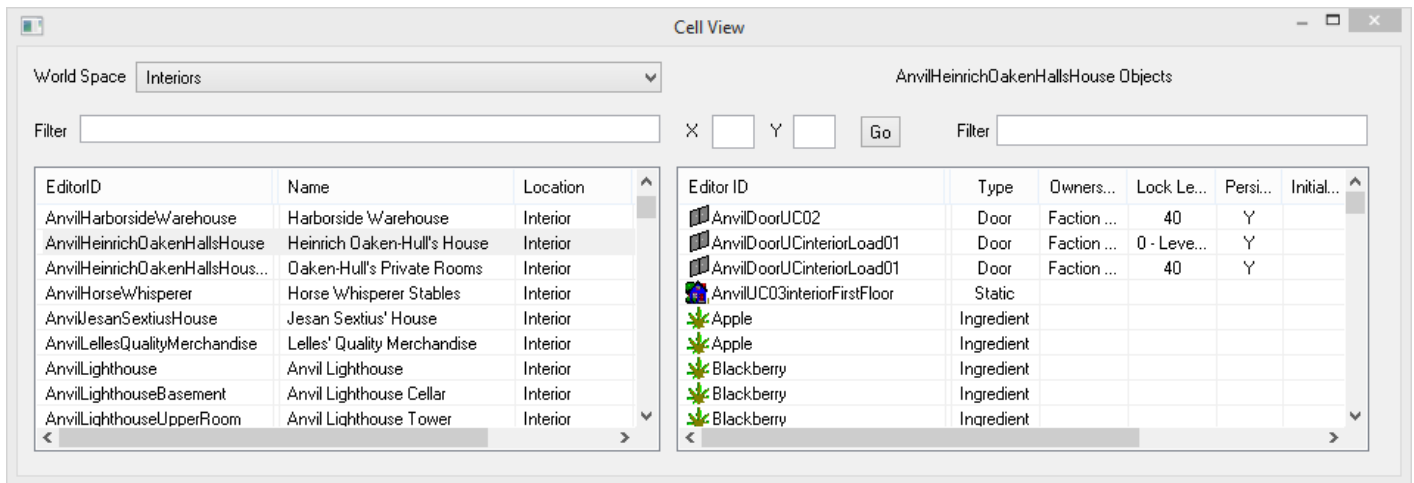 Cell View
World Space Interiors AnvilHeinrichOakenHallsHouse Objects
Filter X Y Go Filter
EditorID Name Location Editor ID Type Owners... Lock Le... Persi... Initial...
AnvilHarborsideWarehouse Harborside Warehouse Interior AnvilDoorUC02 Door Faction ... 40 Y
AnvilHeinrichOakenHallsHouse Heinrich Oaken-Hull's House Interior AnvilDoorUCinteriorLoad01 Door Faction ... 0 - Leve... Y
AnvilHeinrichOakenHallsHous... Oaken-Hull's Private Rooms Interior AnvilDoorUCinteriorLoad01 Door Faction ... 40 Y
AnvilHorseWhisperer Horse Whisperer Stables Interior AnvilUC03interiorFirstFloor Static
AnvilJesanSextiusHouse Jesan Sextius' House Interior Apple Ingredient
AnvilLellesQualityMerchandise Lelles' Quality Merchandise Interior Apple Ingredient
AnvilLighthouse Anvil Lighthouse Interior Blackberry Ingredient
AnvilLighthouseBasement Anvil Lighthouse Cellar Interior Blackberry Ingredient
AnvilLighthouseUpperRoom Anvil Lighthouse Tower Interior Blackberry Ingredient